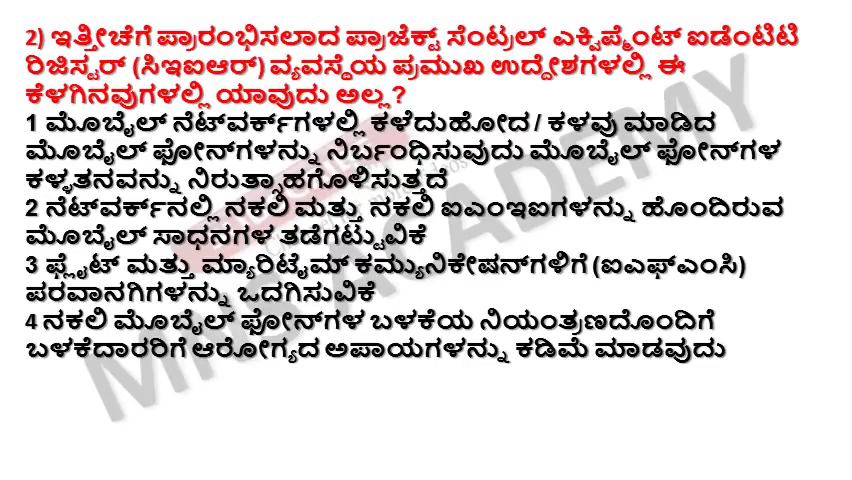 2) ಇತ್ತೀಚೆಗೆ ಪ್ರಾರಂಭಿಸಲಾದ ಪ್ರಾಜೆಕ್ಟ್ ಸೆಂಟ್ರಲ್ ಎಕ್ವಿಪ್ಮೆಂಟ್ ಐಡೆಂಟಿಟಿ
ರಿಜಿಸ್ಟರ್ (ಸಿಇಐಆರ್) ವ್ಯವಸ್ಥೆಯ ಪ್ರಮುಖ ಉದ್ದೇಶಗಳಲ್ಲಿ ಈ
ಕೆಳಗಿನವುಗಳಲ್ಲಿ ಯಾವುದು ಅಲ್ಲ?
1 ಮೊಬೈಲ್ ನೆಟ್‌ವರ್ಕ್‌ಗಳಲ್ಲಿ ಕಳೆದುಹೋದ / ಕಳವು ಮಾಡಿದ
ಮೊಬೈಲ್ ಫೋನ್‌ಗಳನ್ನು ನಿರ್ಬಂಧಿಸುವುದು ಮೊಬೈಲ್ ಫೋನ್‌ಗಳ
ಕಳ್ಳತನವನ್ನು ನಿರುತ್ಸಾಹಗೊಳಿಸುತ್ತದೆ
2 ನೆಟ್‌ವರ್ಕ್‌ನಲ್ಲಿ ನಕಲಿ ಮತ್ತು ನಕಲಿ ಐಎಂಇಐಗಳನ್ನು ಹೊಂದಿರುವ
ಮೊಬೈಲ್ ಸಾಧನಗಳ ತಡೆಗಟ್ಟುವಿಕೆ
3 ಫ್ಲೈಟ್ ಮತ್ತು ಮ್ಯಾರಿಟೈಮ್ ಕಮ್ಯುನಿಕೇಷನ್‌ಗಳಿಗೆ (ಐಎಫ್‌ಎಂಸಿ)
ಪರವಾನಗಿಗಳನ್ನು ಒದಗಿಸುವಿಕೆ
4 ನಕಲಿ ಮೊಬೈಲ್ ಫೋನ್‌ಗಳ ಬಳಕೆಯ ನಿಯಂತ್ರಣದೊಂದಿಗೆ
ಬಳಕೆದಾರರಿಗೆ ಆರೋಗ್ಯದ ಅಪಾಯಗಳನ್ನು ಕಡಿಮೆ ಮಾಡವುದು
MNS ACADEMY